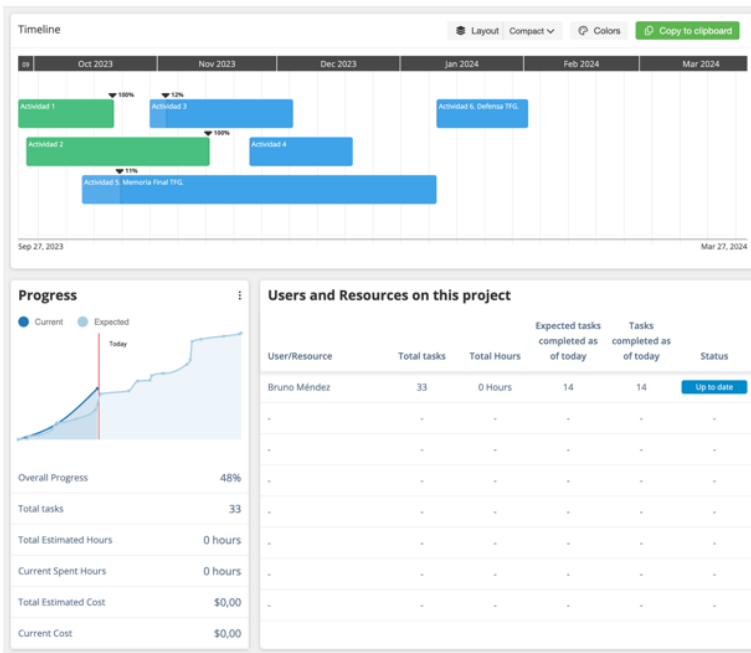 Timeline
Layout Compact Colors Copy to clipboard
09 Oct 2023 Nov 2023 Dec 2023 Jan 2024 Feb 2024 Mar 2024
100% 12%
Actividad 1 Actividad 3 Actividad 6. Defensa TFG.
100%
Actividad 2 Actividad 4
11%
Actividad 5. Memoria Final TFG.
Sep 27, 2023 Mar 27, 2024
Progress
Current Expected
Today
Overall Progress 48%
Total tasks 33
Total Estimated Hours 0 hours
Current Spent Hours 0 hours
Total Estimated Cost $0,00
Current Cost $0,00
Users and Resources on this project
User/Resource Total tasks Total Hours Expected tasks completed as of today Tasks completed as of today Status
Bruno Méndez 33 0 Hours 14 14 Up to date
- - - - - -
- - - - - -
- - - - - -
- - - - - -
- - - - - -
- - - - - -
- - - - - -